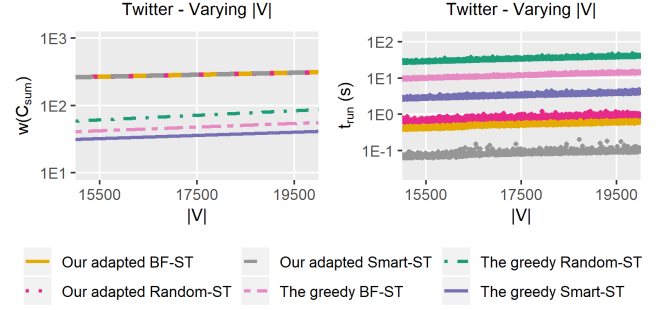 Twitter - Varying |V|
1E3
1E2
1E1
w(C_sum)
15500 17500 19500
|V|
Twitter - Varying |V|
1E2
1E1
1E0
1E-1
t_run (s)
15500 17500 19500
|V|
Our adapted BF-ST
Our adapted Smart-ST
The greedy Random-ST
Our adapted Random-ST
The greedy BF-ST
The greedy Smart-ST